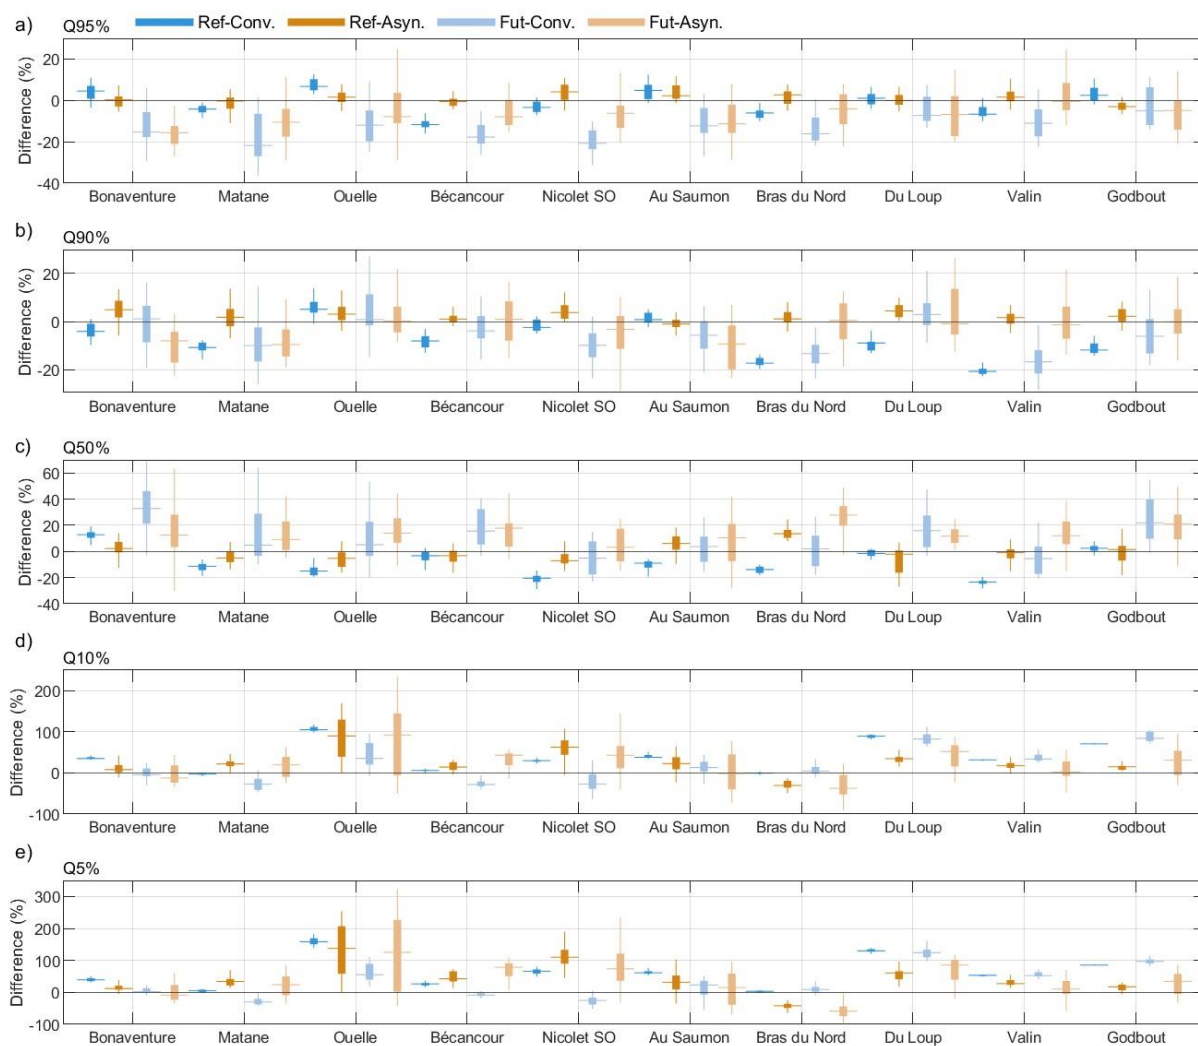 a) Q95% Ref-Conv. Ref-Asyn. Fut-Conv. Fut-Asyn.
20
0
-20
-40
Difference (%)
Bonaventure Matane Ouelle Bécancour Nicolet SO Au Saumon Bras du Nord Du Loup Valin Godbout
b) Q90%
20
0
-20
Difference (%)
Bonaventure Matane Ouelle Bécancour Nicolet SO Au Saumon Bras du Nord Du Loup Valin Godbout
c) Q50%
60
40
20
0
-20
-40
Difference (%)
Bonaventure Matane Ouelle Bécancour Nicolet SO Au Saumon Bras du Nord Du Loup Valin Godbout
d) Q10%
200
100
0
-100
Difference (%)
Bonaventure Matane Ouelle Bécancour Nicolet SO Au Saumon Bras du Nord Du Loup Valin Godbout
e) Q5%
300
200
100
0
-100
Difference (%)
Bonaventure Matane Ouelle Bécancour Nicolet SO Au Saumon Bras du Nord Du Loup Valin Godbout